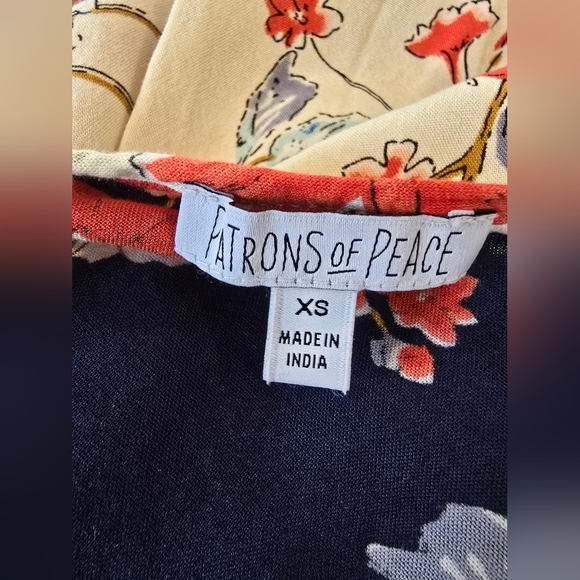 PATRONS OF PEACE
XS
MADE IN
INDIA